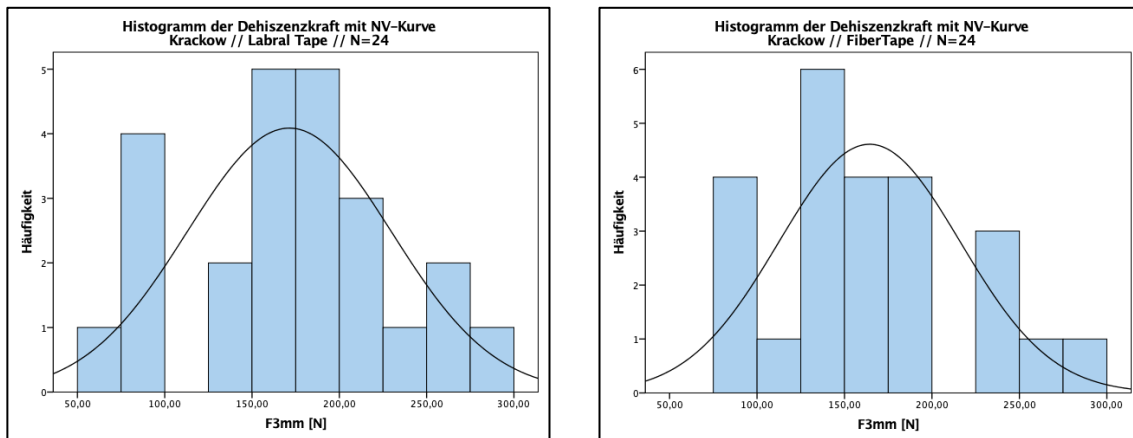 Histogramm der Dehiszenzkraft mit NV-Kurve
Krackow // Labral Tape // N=24
Häufigkeit
5
4
3
2
1
0
50,00 100,00 150,00 200,00 250,00 300,00
F3mm [N]
Histogramm der Dehiszenzkraft mit NV-Kurve
Krackow // FiberTape // N=24
Häufigkeit
6
5
4
3
2
1
0
50,00 100,00 150,00 200,00 250,00 300,00
F3mm [N]